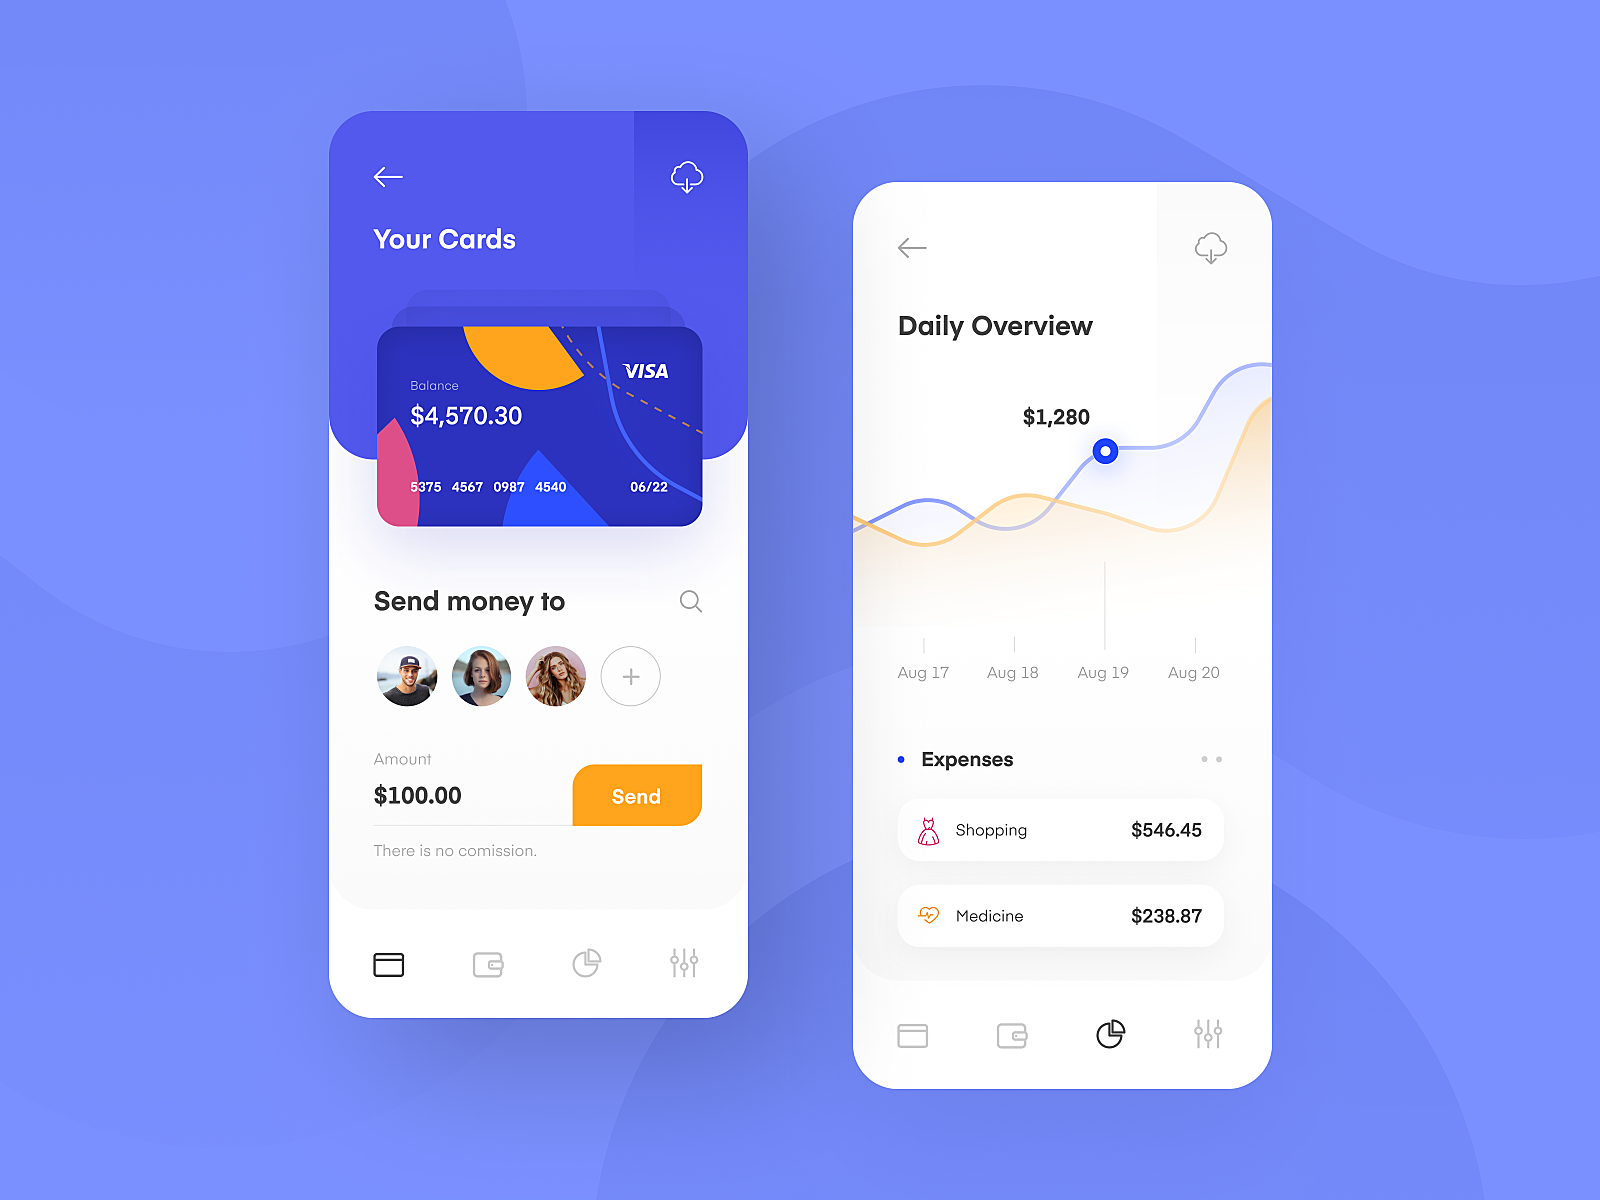 Your Cards
VISA
Balance
$4,570.30
5375 4567 0987 4540 06/22
Send money to
Amount
$100.00
Send
There is no comission.
Daily Overview
$1,280
Aug 17 Aug 18 Aug 19 Aug 20
Expenses
Shopping $546.45
Medicine $238.87